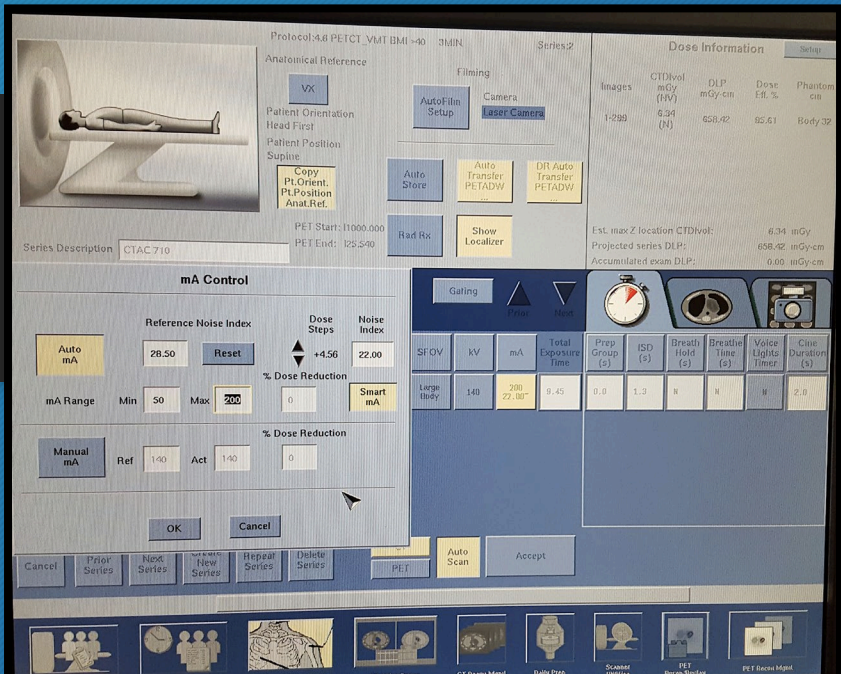 Protocol:4.6 PETCT_VMT BMI >40 3MIN
Series:2
Anatomical Reference
VX
Patient Orientation
Head First
Patient Position
Supine
Copy
Pt.Orient.
Pt.Position
Anat.Ref.
PET Start: I1000.000
PET End: I25.540
Series Description
CTAC 710
Filming
AutoFilm
Setup
Camera
Laser Camera
Auto
Store
Auto
Transfer
PETADW
...
DR Auto
Transfer
PETADW
...
Rad Rx
Show
Localizer
Dose Information
Setup
Images
CTDIvol
mGy
(HV)
DLP
mGy-cm
Dose
Eff. %
Phantom
cm
1-299
6.34
(N)
658.42
85.61
Body 32
Est. max Z location CTDIvol: 6.34 mGy
Projected series DLP: 658.42 mGy-cm
Accumulated exam DLP: 0.00 mGy-cm
mA Control
Reference Noise Index
Dose
Steps
Noise
Index
Auto
mA
28.50
Reset
+4.56
22.00
% Dose Reduction
mA Range
Min
50
Max
200
0
Smart
mA
% Dose Reduction
Manual
mA
Ref
140
Act
140
0
OK
Cancel
Gating
Prior
Next
SFOV
kV
mA
Total
Exposure
Time
Prep
Group
(s)
ISD
(s)
Breath
Hold
(s)
Breathe
Time
(s)
Voice
Lights
Timer
Cine
Duration
(s)
Large
Body
140
200
22.00~
9.45
0.0
1.3
N
N
N
2.0
Cancel
Prior
Series
Next
Series
Create
New
Series
Repeat
Series
Delete
Series
PET
Auto
Scan
Accept
CT Recon Mgmt
Daily Prep
Scanner
Utilities
PET
PET Recon Mgmt